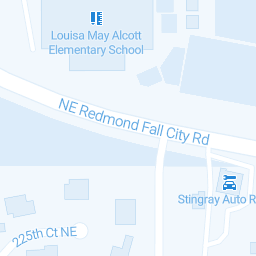 Louisa May Alcott
Elementary School
NE Redmond Fall City Rd
Stingray Auto R
225th Ct NE